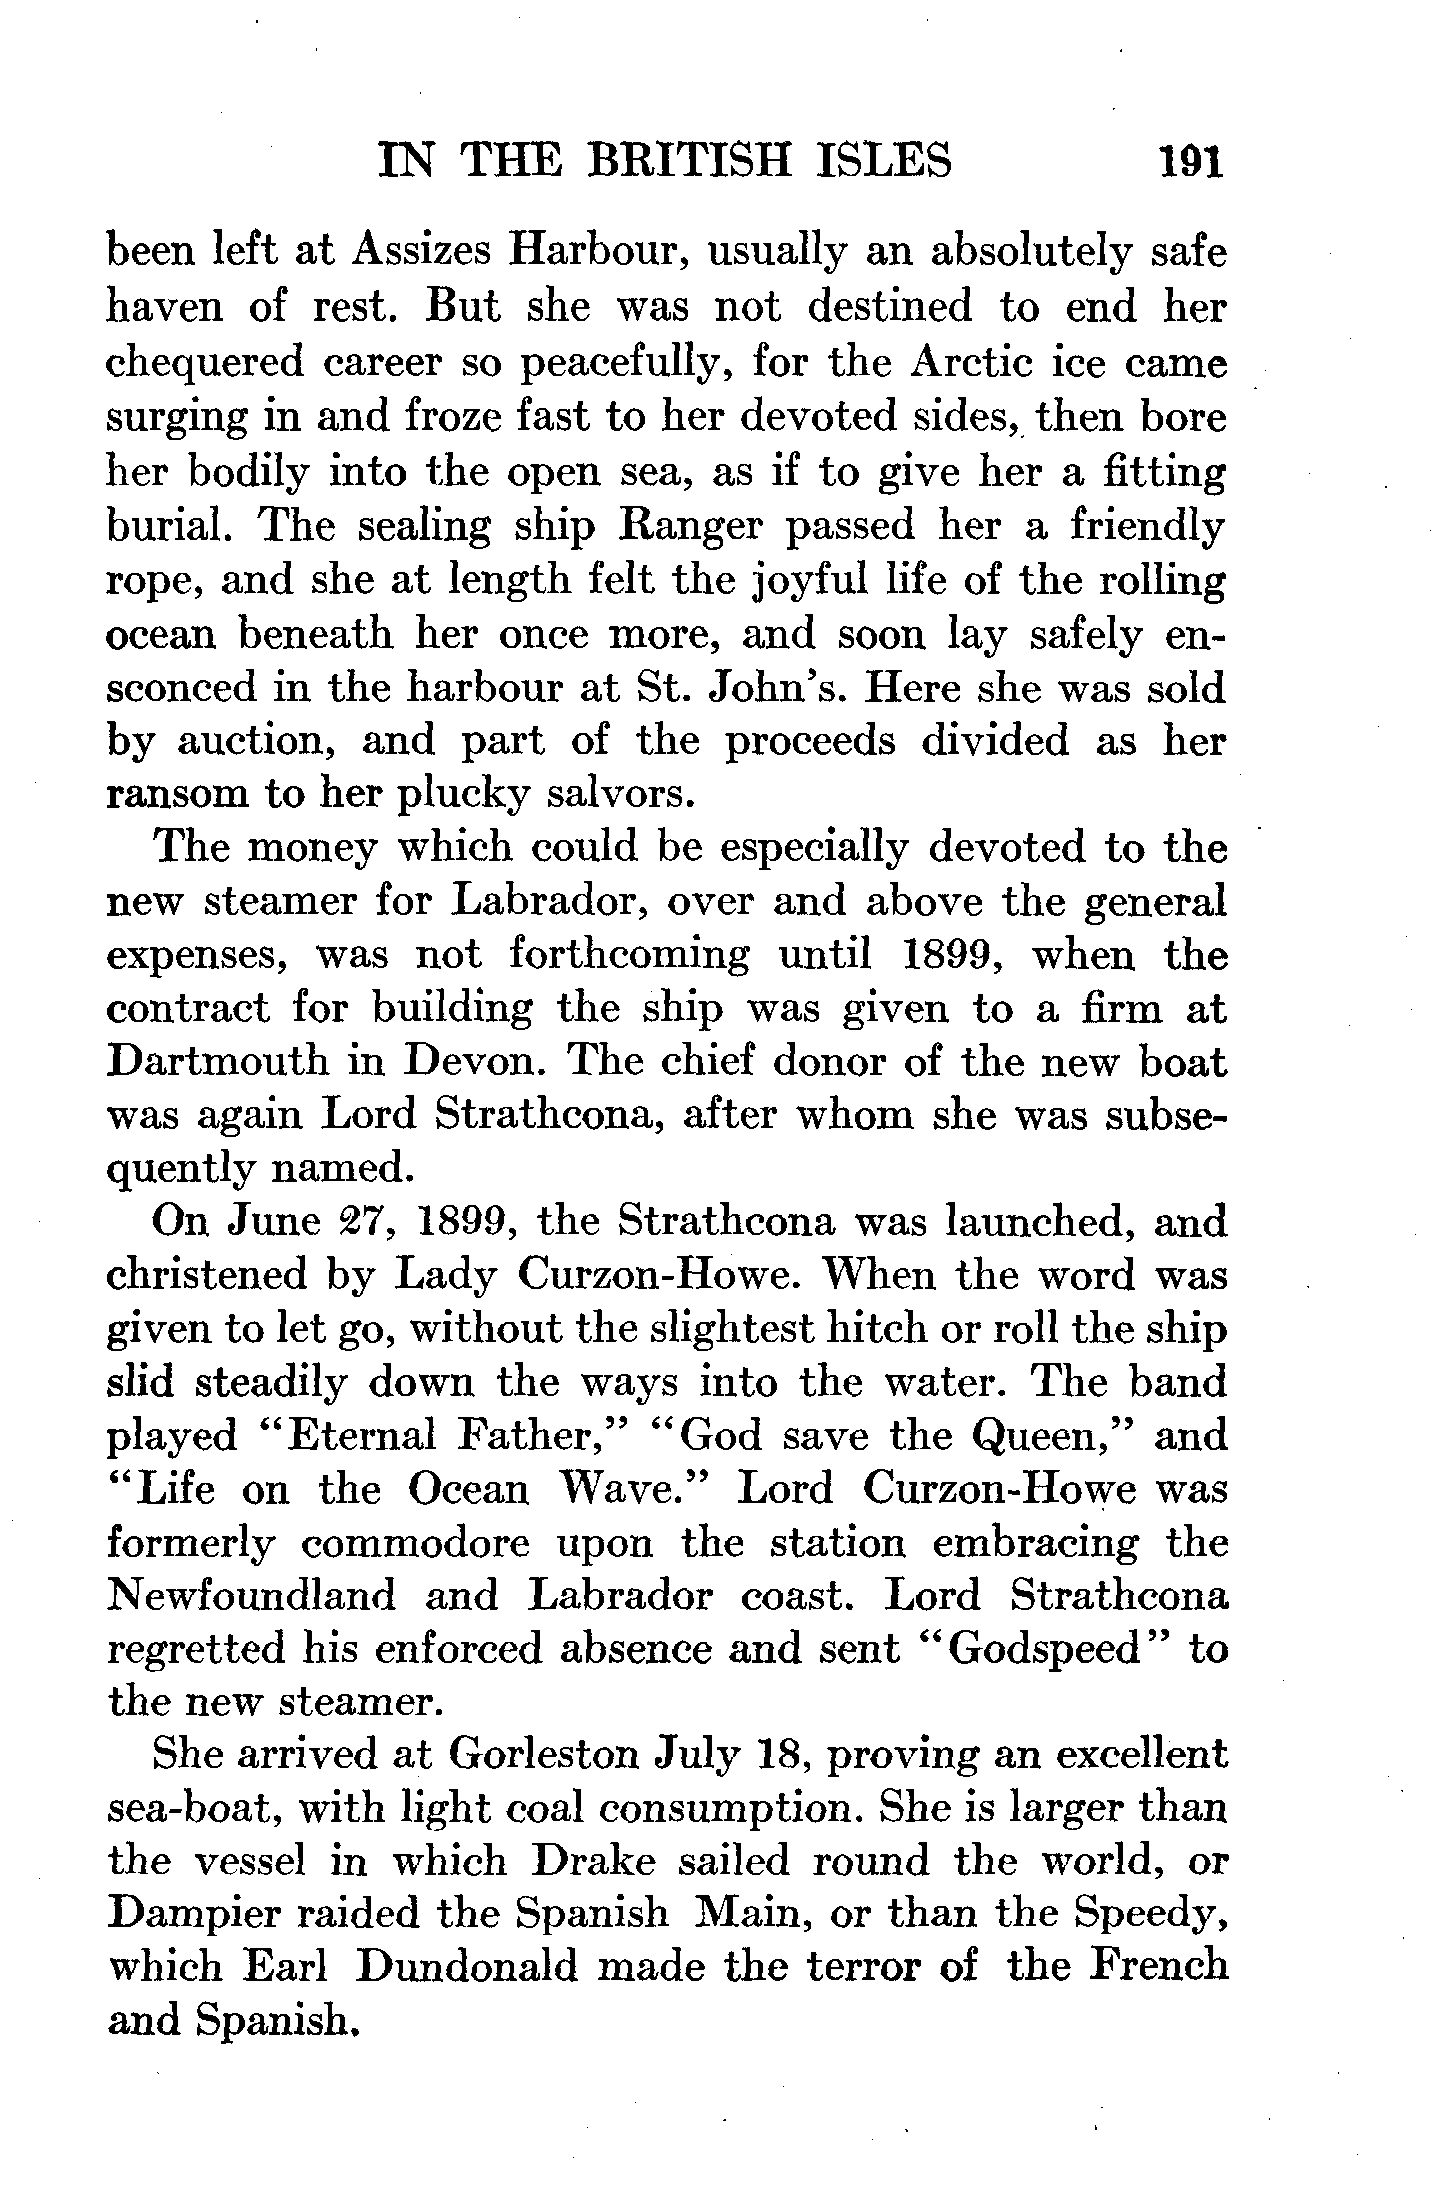 IN THE BRITISH ISLES 191
been left at Assizes Harbour, usually an absolutely safe
haven of rest. But she was not destined to end her
chequered career so peacefully, for the Arctic ice came
surging in and froze fast to her devoted sides, then bore
her bodily into the open sea, as if to give her a fitting
burial. The sealing ship Ranger passed her a friendly
rope, and she at length felt the joyful life of the rolling
ocean beneath her once more, and soon lay safely en-
sconced in the harbour at St. John's. Here she was sold
by auction, and part of the proceeds divided as her
ransom to her plucky salvors.
The money which could be especially devoted to the
new steamer for Labrador, over and above the general
expenses, was not forthcoming until 1899, when the
contract for building the ship was given to a firm at
Dartmouth in Devon. The chief donor of the new boat
was again Lord Strathcona, after whom she was subse-
quently named.
On June 27, 1899, the Strathcona was launched, and
christened by Lady Curzon-Howe. When the word was
given to let go, without the slightest hitch or roll the ship
slid steadily down the ways into the water. The band
played "Eternal Father," "God save the Queen," and
"Life on the Ocean Wave." Lord Curzon-Howe was
formerly commodore upon the station embracing the
Newfoundland and Labrador coast. Lord Strathcona
regretted his enforced absence and sent "Godspeed" to
the new steamer.
She arrived at Gorleston July 18, proving an excellent
sea-boat, with light coal consumption. She is larger than
the vessel in which Drake sailed round the world, or
Dampier raided the Spanish Main, or than the Speedy,
which Earl Dundonald made the terror of the French
and Spanish.